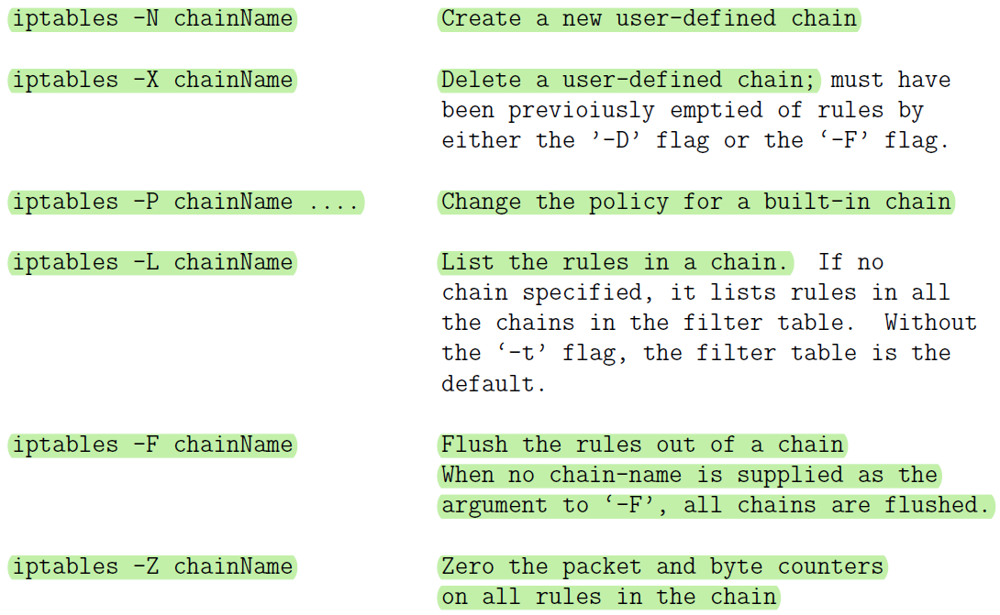 iptables -N chainName Create a new user-defined chain
iptables -X chainName Delete a user-defined chain; must have
been previoiusly emptied of rules by
either the ’-D’ flag or the ‘-F’ flag.
iptables -P chainName .... Change the policy for a built-in chain
iptables -L chainName List the rules in a chain. If no
chain specified, it lists rules in all
the chains in the filter table. Without
the ‘-t’ flag, the filter table is the
default.
iptables -F chainName Flush the rules out of a chain
When no chain-name is supplied as the
argument to ‘-F’, all chains are flushed.
iptables -Z chainName Zero the packet and byte counters
on all rules in the chain